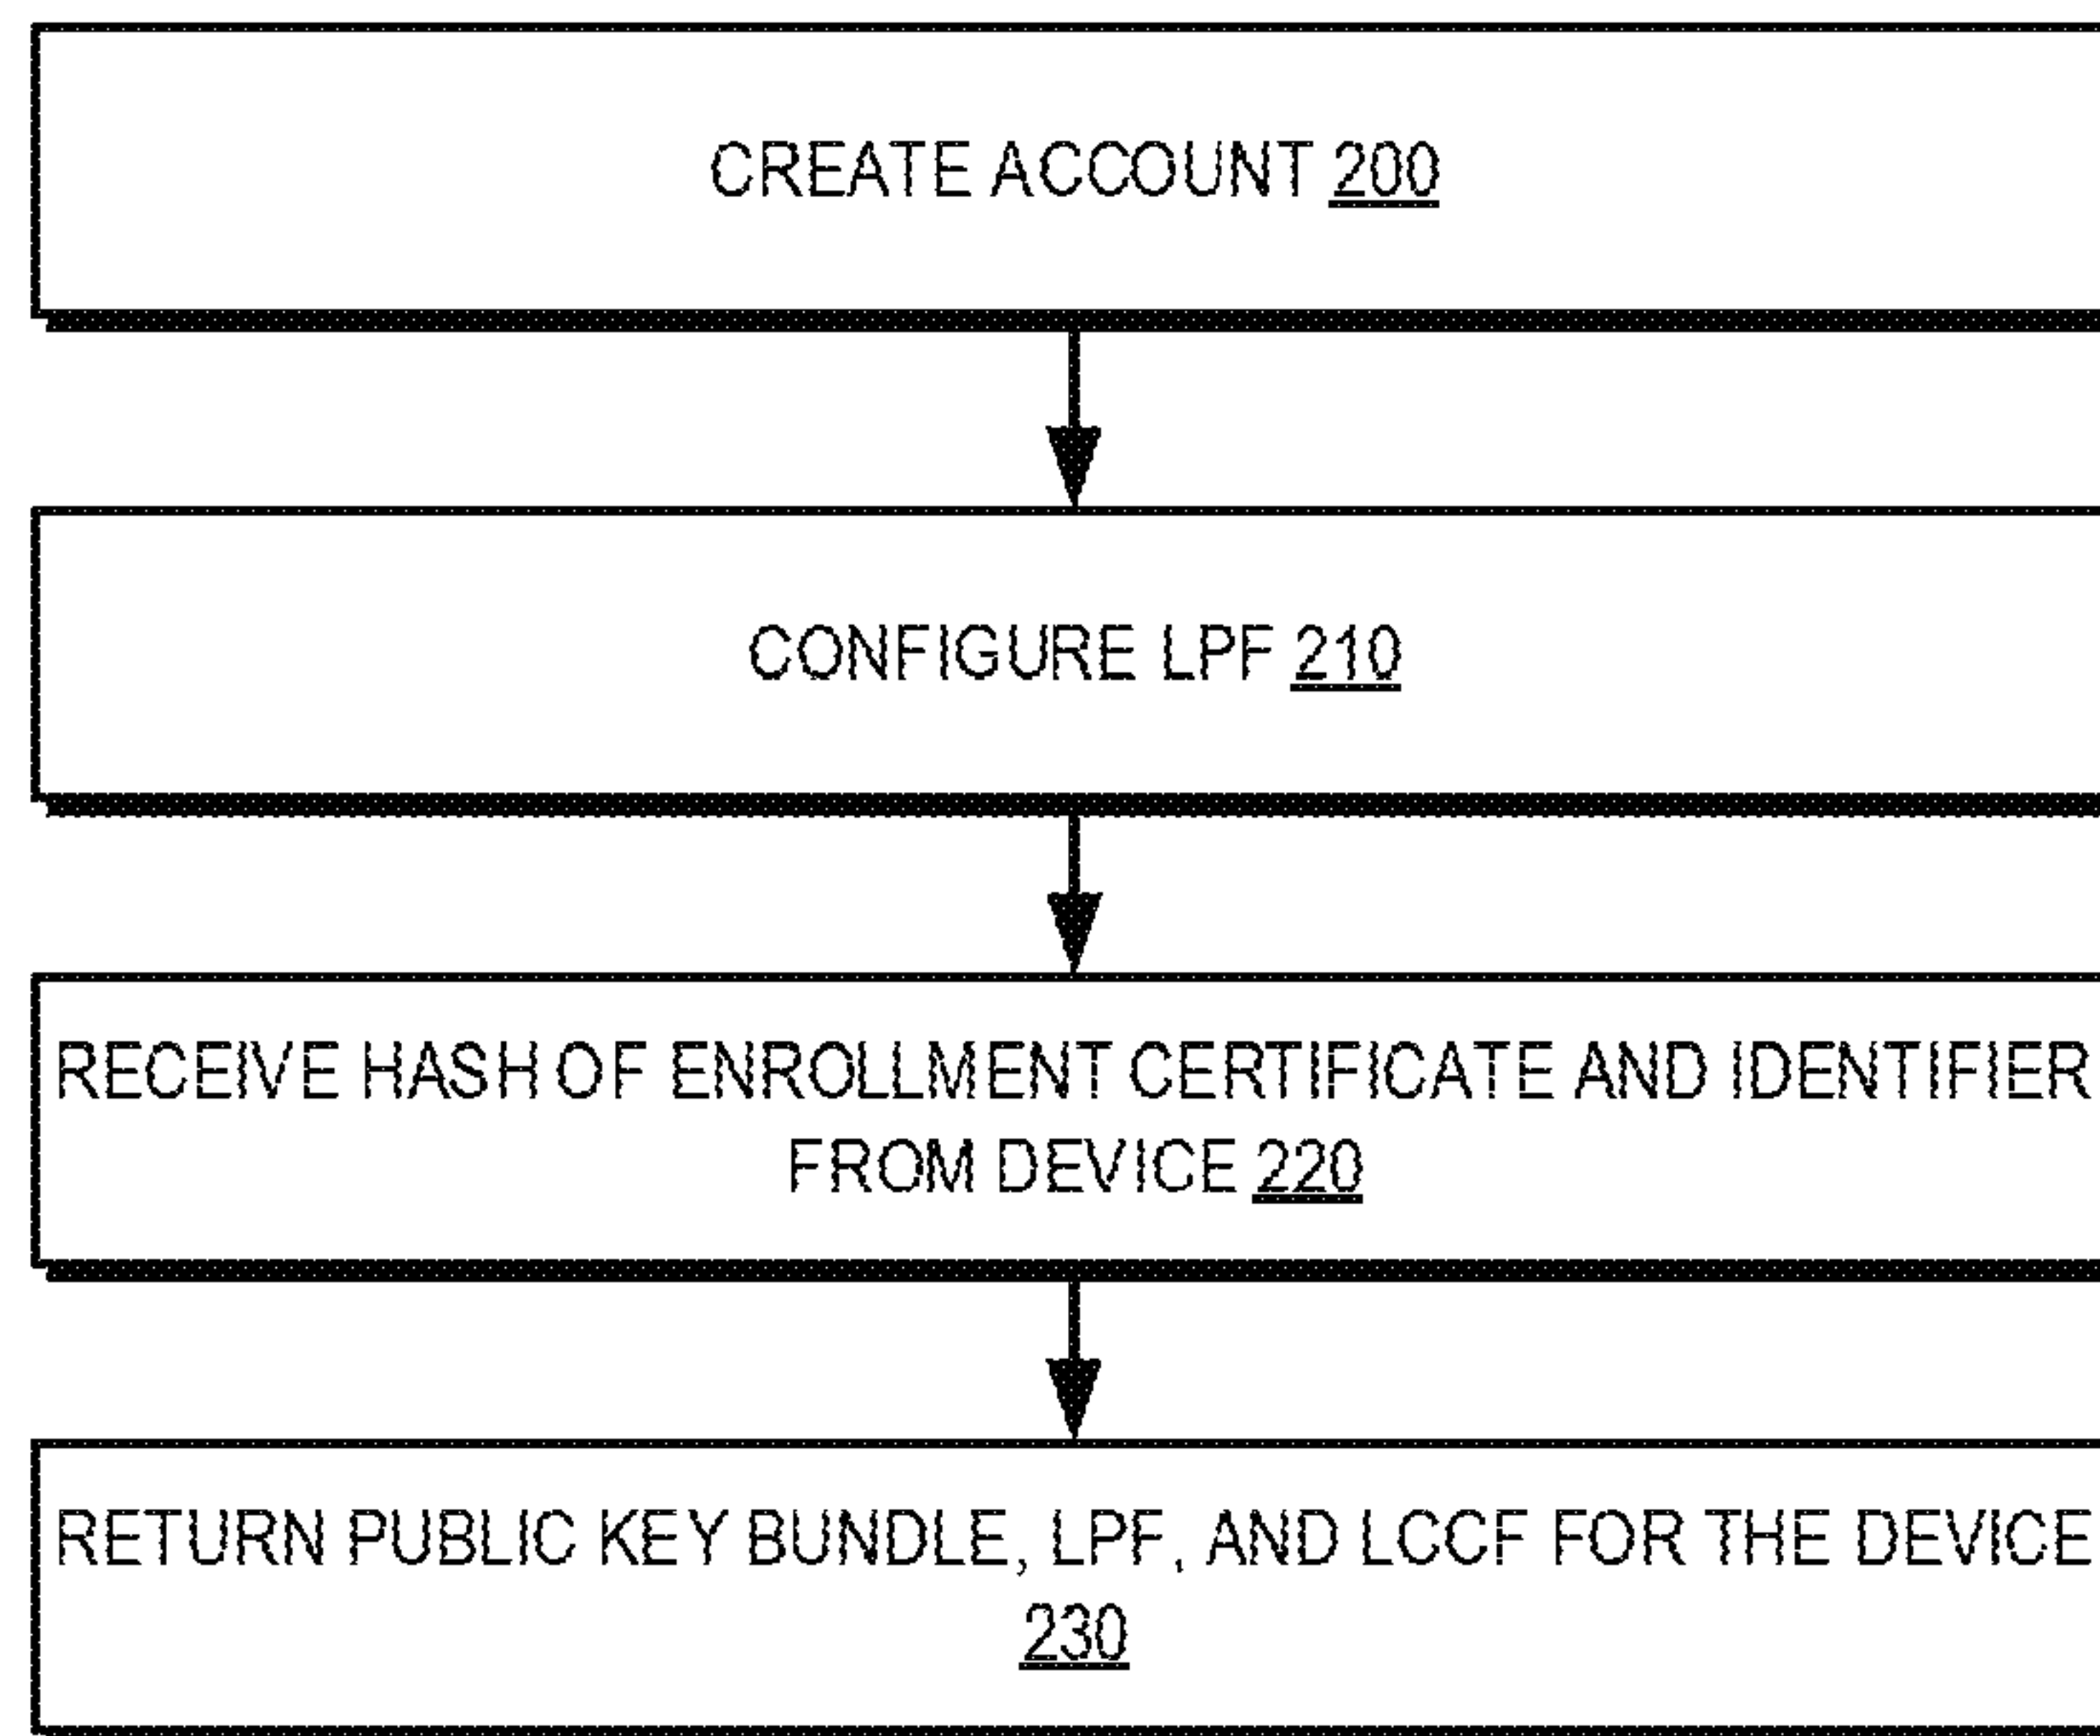 CREATE ACCOUNT 200
CONFIGURE LPF 210
RECEIVE HASH OF ENROLLMENT CERTIFICATE AND IDENTIFIER
FROM DEVICE 220
RETURN PUBLIC KEY BUNDLE, LPF, AND LCCF FOR THE DEVICE
230